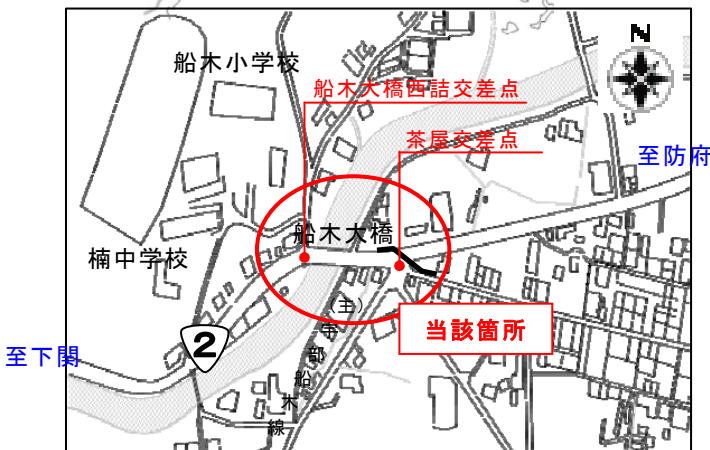 N
船木小学校
船木大橋西詰交差点
茶屋交差点
至防府
船木大橋
楠中学校
(主)宇部船木線
当該箇所
2
至下関